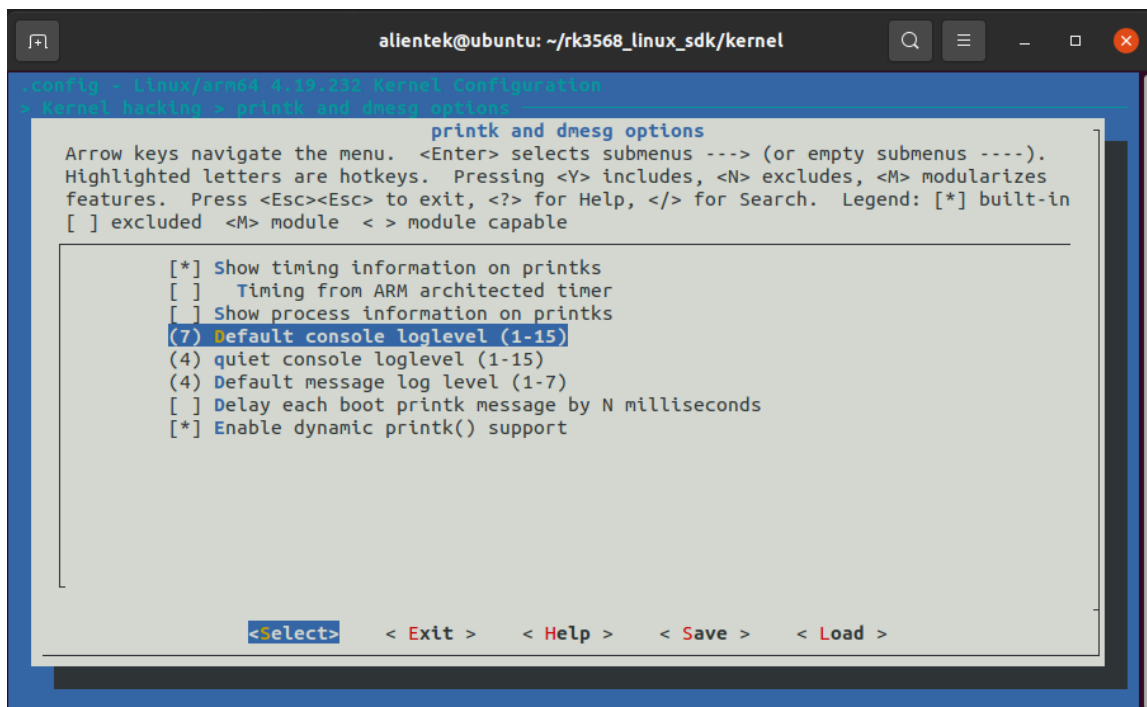 alientek@ubuntu: ~/rk3568_linux_sdk/kernel
.config - Linux/arm64 4.19.232 Kernel Configuration
> Kernel hacking > printk and dmesg options
printk and dmesg options
Arrow keys navigate the menu.  <Enter> selects submenus ---> (or empty submenus ----).
Highlighted letters are hotkeys.  Pressing <Y> includes, <N> excludes, <M> modularizes
features.  Press <Esc><Esc> to exit, <?> for Help, </> for Search.  Legend: [*] built-in
[ ] excluded  <M> module  < > module capable
[*] Show timing information on printks
[ ]   Timing from ARM architected timer
[ ] Show process information on printks
(7) Default console loglevel (1-15)
(4) quiet console loglevel (1-15)
(4) Default message log level (1-7)
[ ] Delay each boot printk message by N milliseconds
[*] Enable dynamic printk() support
<Select>    < Exit >    < Help >    < Save >    < Load >